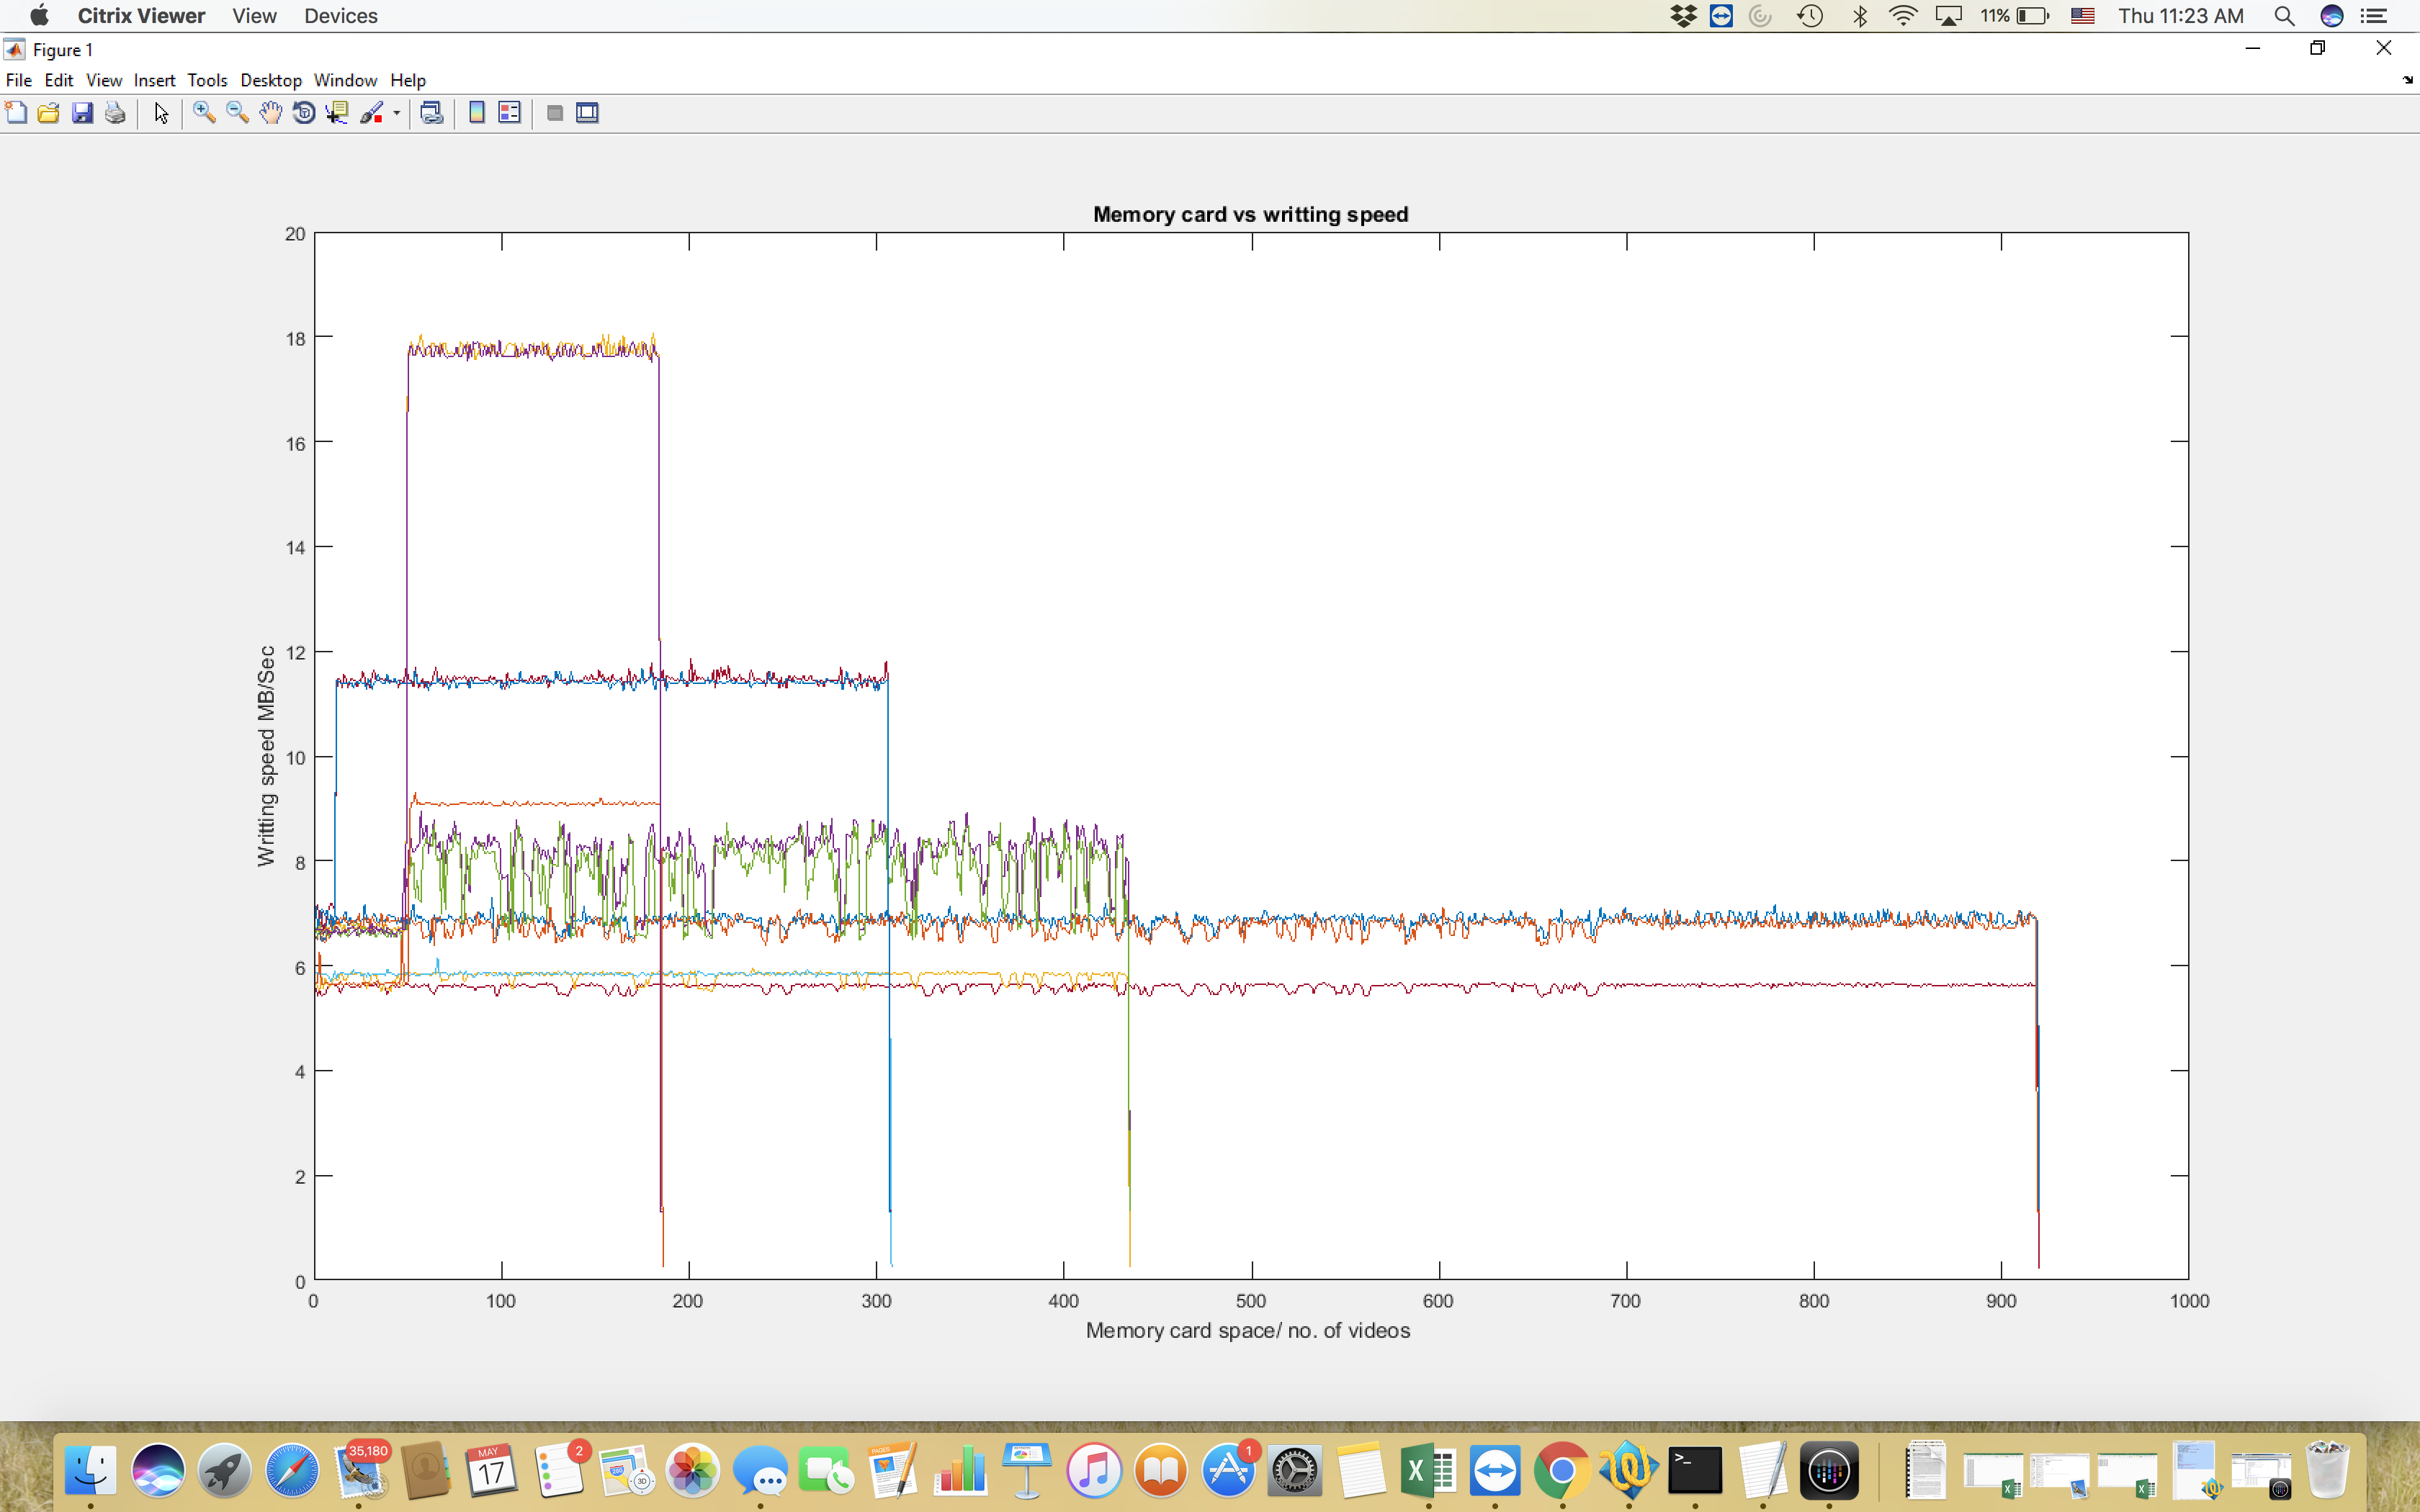 Citrix Viewer View Devices 11% Thu 11:23 AM
Figure 1
File Edit View Insert Tools Desktop Window Help
Memory card vs writting speed
20
18
16
14
12
10
8
6
4
2
0
Writting speed MB/Sec
0 100 200 300 400 500 600 700 800 900 1000
Memory card space/ no. of videos
35,180 MAY 17 2 3D PAGES 1